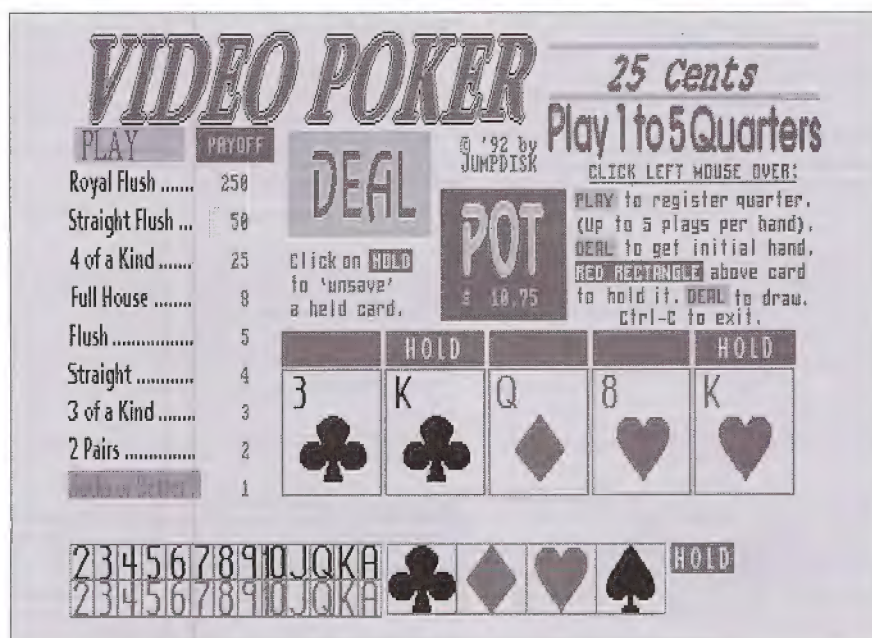 VIDEO POKER
25 Cents
Play 1 to 5 Quarters
PLAY PAYOFF
Royal Flush ....... 250
Straight Flush ... 50
4 of a Kind ....... 25
Full House ....... 8
Flush ................. 5
Straight ............ 4
3 of a Kind ........ 3
2 Pairs ............... 2
Jacks or Better . 1
DEAL
© '92 by
JUMPDISK
Click on HOLD
to 'unsave'
a held card.
POT
$ 10.75
CLICK LEFT MOUSE OVER:
PLAY to register quarter.
(Up to 5 plays per hand).
DEAL to get initial hand.
RED RECTANGLE above card
to hold it. DEAL to draw.
Ctrl-C to exit.
HOLD HOLD
3 K Q 8 K
2 3 4 5 6 7 8 9 10 J Q K A HOLD
2 3 4 5 6 7 8 9 10 J Q K A